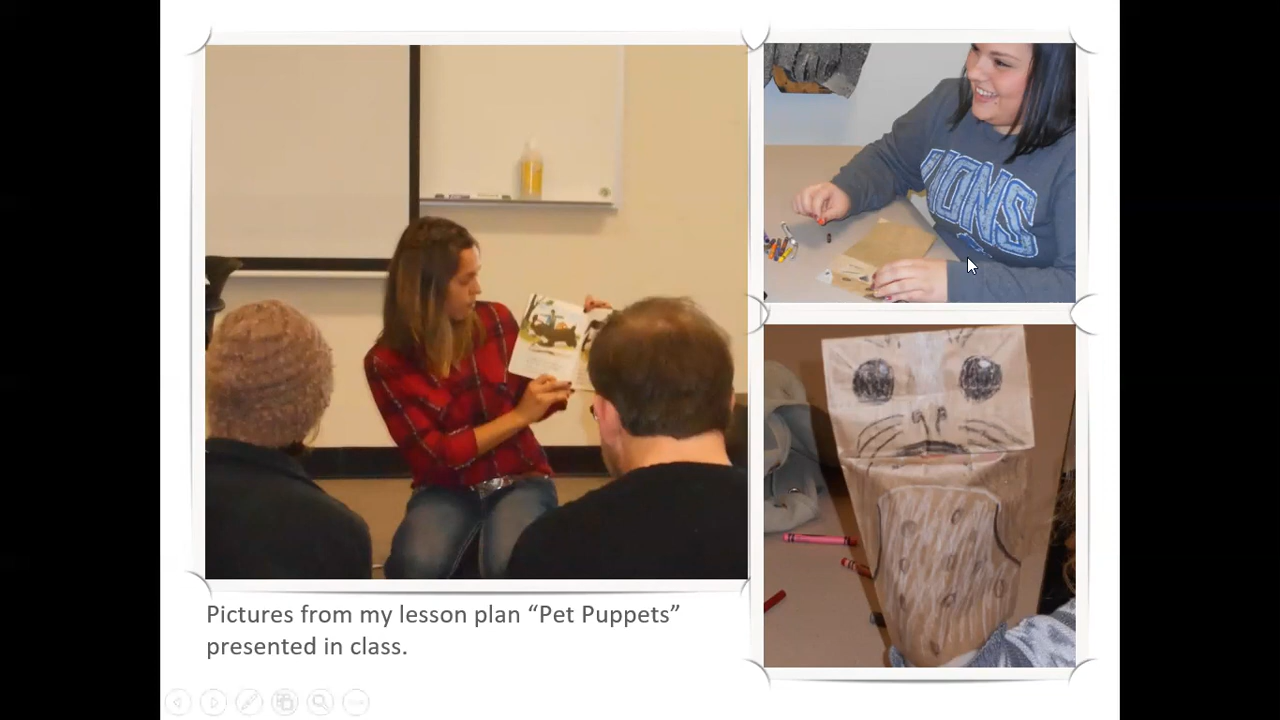 Pictures from my lesson plan “Pet Puppets”
presented in class.